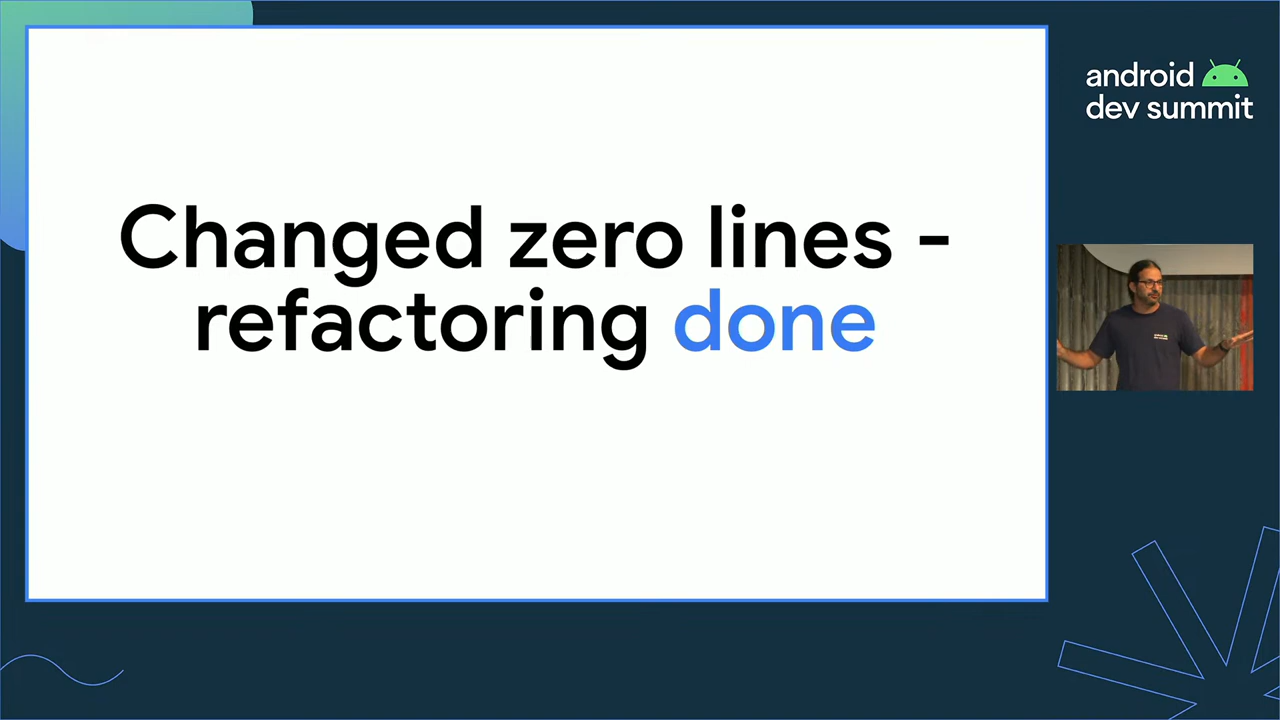 Changed zero lines -
refactoring done
android
dev summit